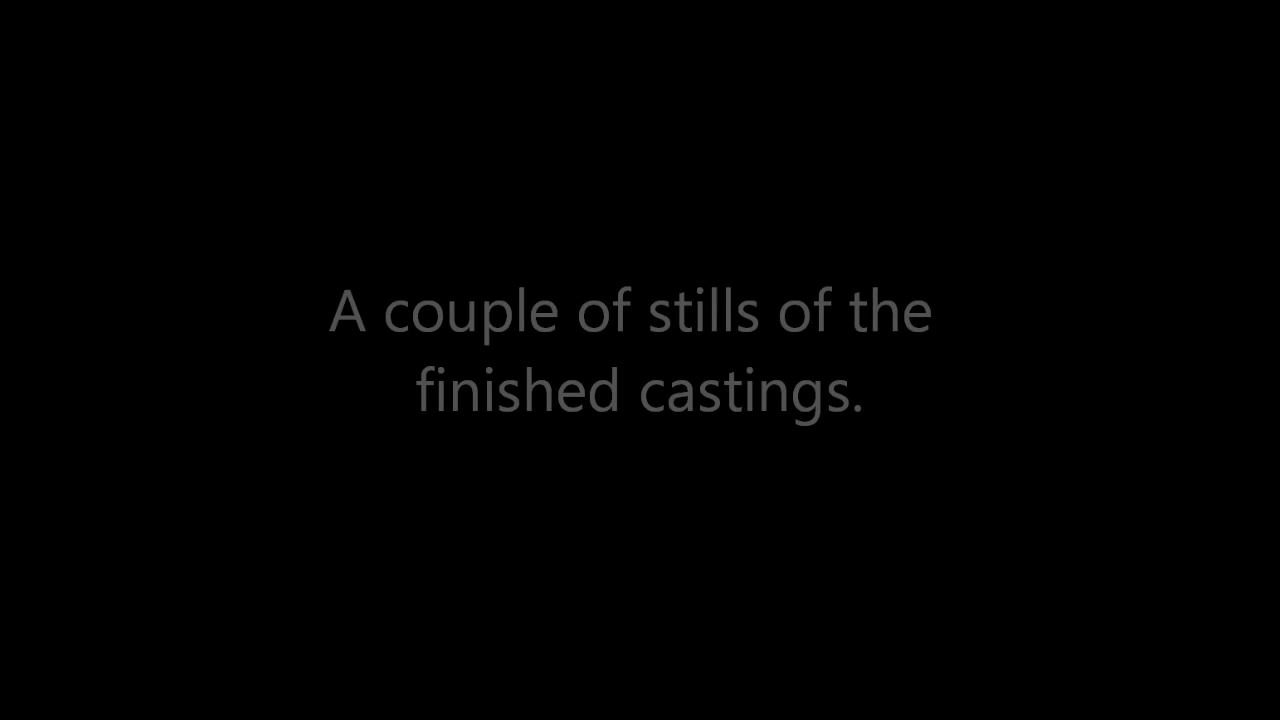 A couple of stills of the
finished castings.